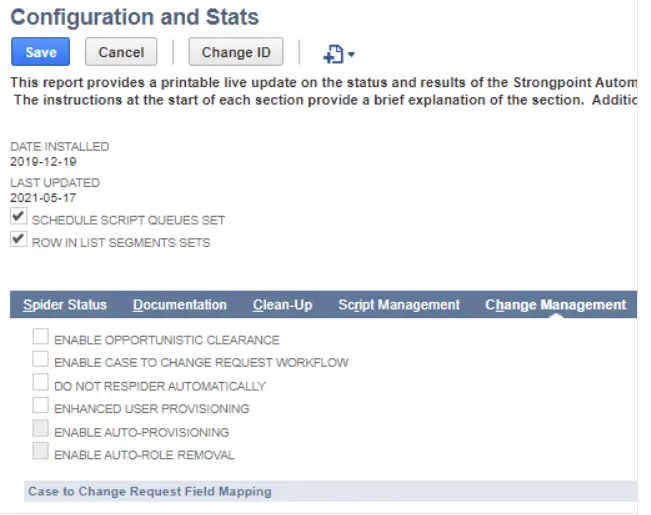 Configuration and Stats
Save Cancel Change ID
This report provides a printable live update on the status and results of the Strongpoint Autom
The instructions at the start of each section provide a brief explanation of the section. Additio
DATE INSTALLED
2019-12-19
LAST UPDATED
2021-05-17
SCHEDULE SCRIPT QUEUES SET
ROW IN LIST SEGMENTS SETS
Spider Status Documentation Clean-Up Script Management Change Management
ENABLE OPPORTUNISTIC CLEARANCE
ENABLE CASE TO CHANGE REQUEST WORKFLOW
DO NOT RESPIDER AUTOMATICALLY
ENHANCED USER PROVISIONING
ENABLE AUTO-PROVISIONING
ENABLE AUTO-ROLE REMOVAL
Case to Change Request Field Mapping